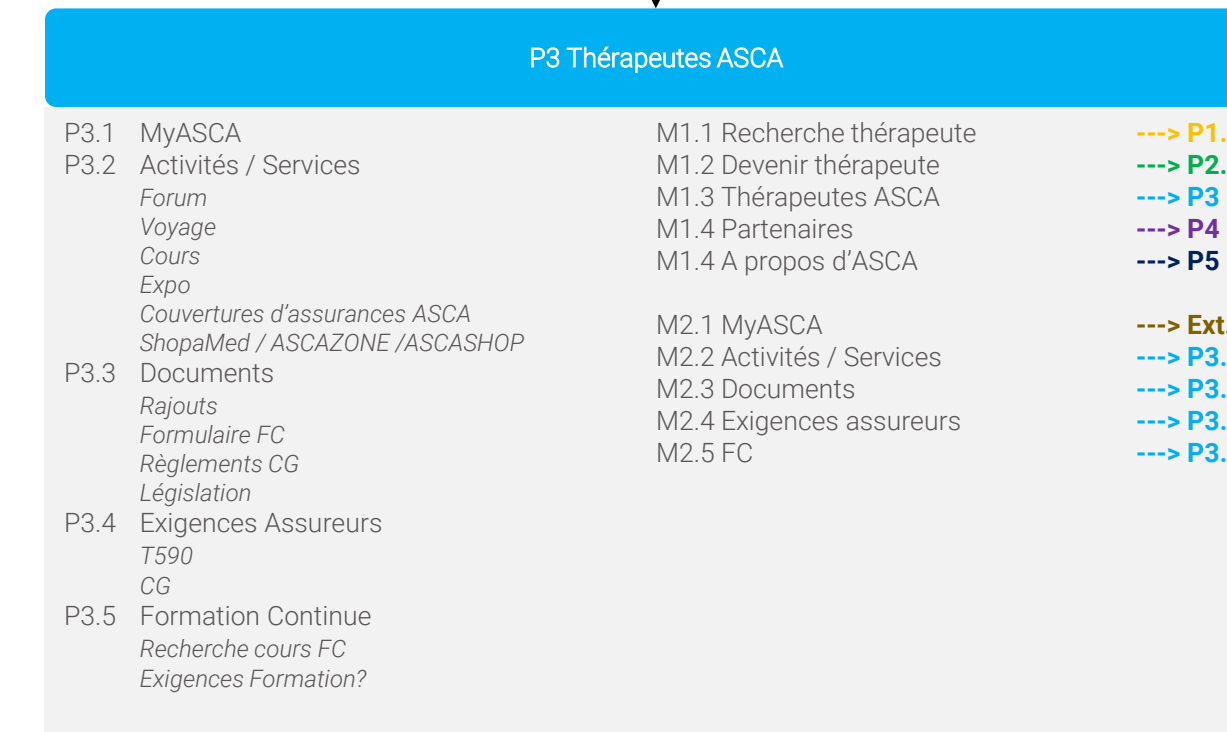 P3 Thérapeutes ASCA
P3.1 MyASCA
P3.2 Activités / Services
Forum
Voyage
Cours
Expo
Couvertures d’assurances ASCA
ShopaMed / ASCAZONE /ASCASHOP
P3.3 Documents
Rajouts
Formulaire FC
Règlements CG
Législation
P3.4 Exigences Assureurs
T590
CG
P3.5 Formation Continue
Recherche cours FC
Exigences Formation?
M1.1 Recherche thérapeute ---> P1.
M1.2 Devenir thérapeute ---> P2.
M1.3 Thérapeutes ASCA ---> P3
M1.4 Partenaires ---> P4
M1.4 A propos d’ASCA ---> P5
M2.1 MyASCA ---> Ext.
M2.2 Activités / Services ---> P3.
M2.3 Documents ---> P3.
M2.4 Exigences assureurs ---> P3.
M2.5 FC ---> P3.